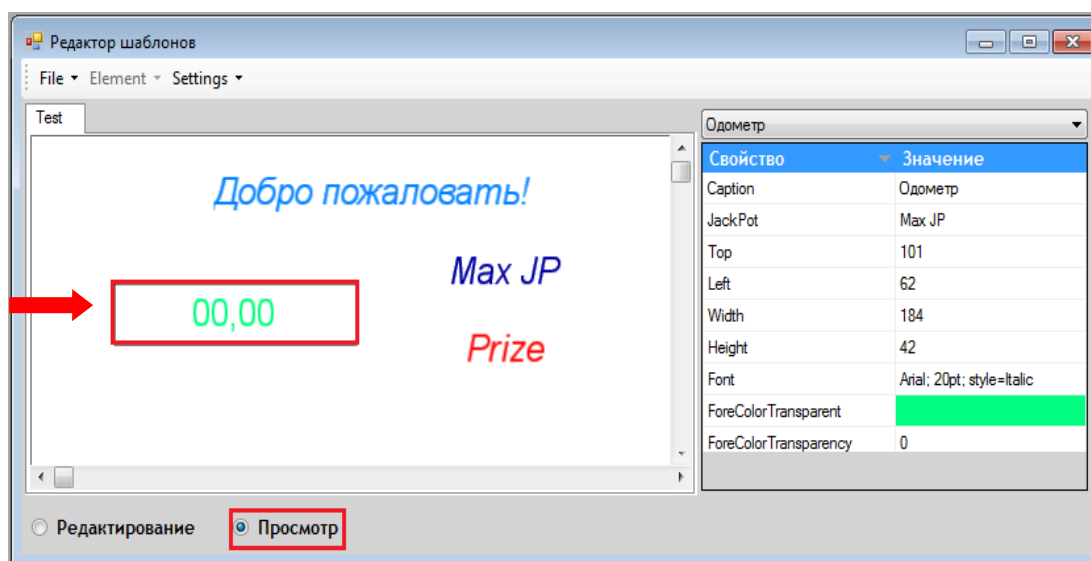 Редактор шаблонов
File Element Settings
Test
Добро пожаловать!
Max JP
00,00
Prize
Одометр
Свойство Значение
Caption Одометр
JackPot Max JP
Top 101
Left 62
Width 184
Height 42
Font Arial; 20pt; style=Italic
ForeColorTransparent
ForeColorTransparency 0
Редактирование Просмотр